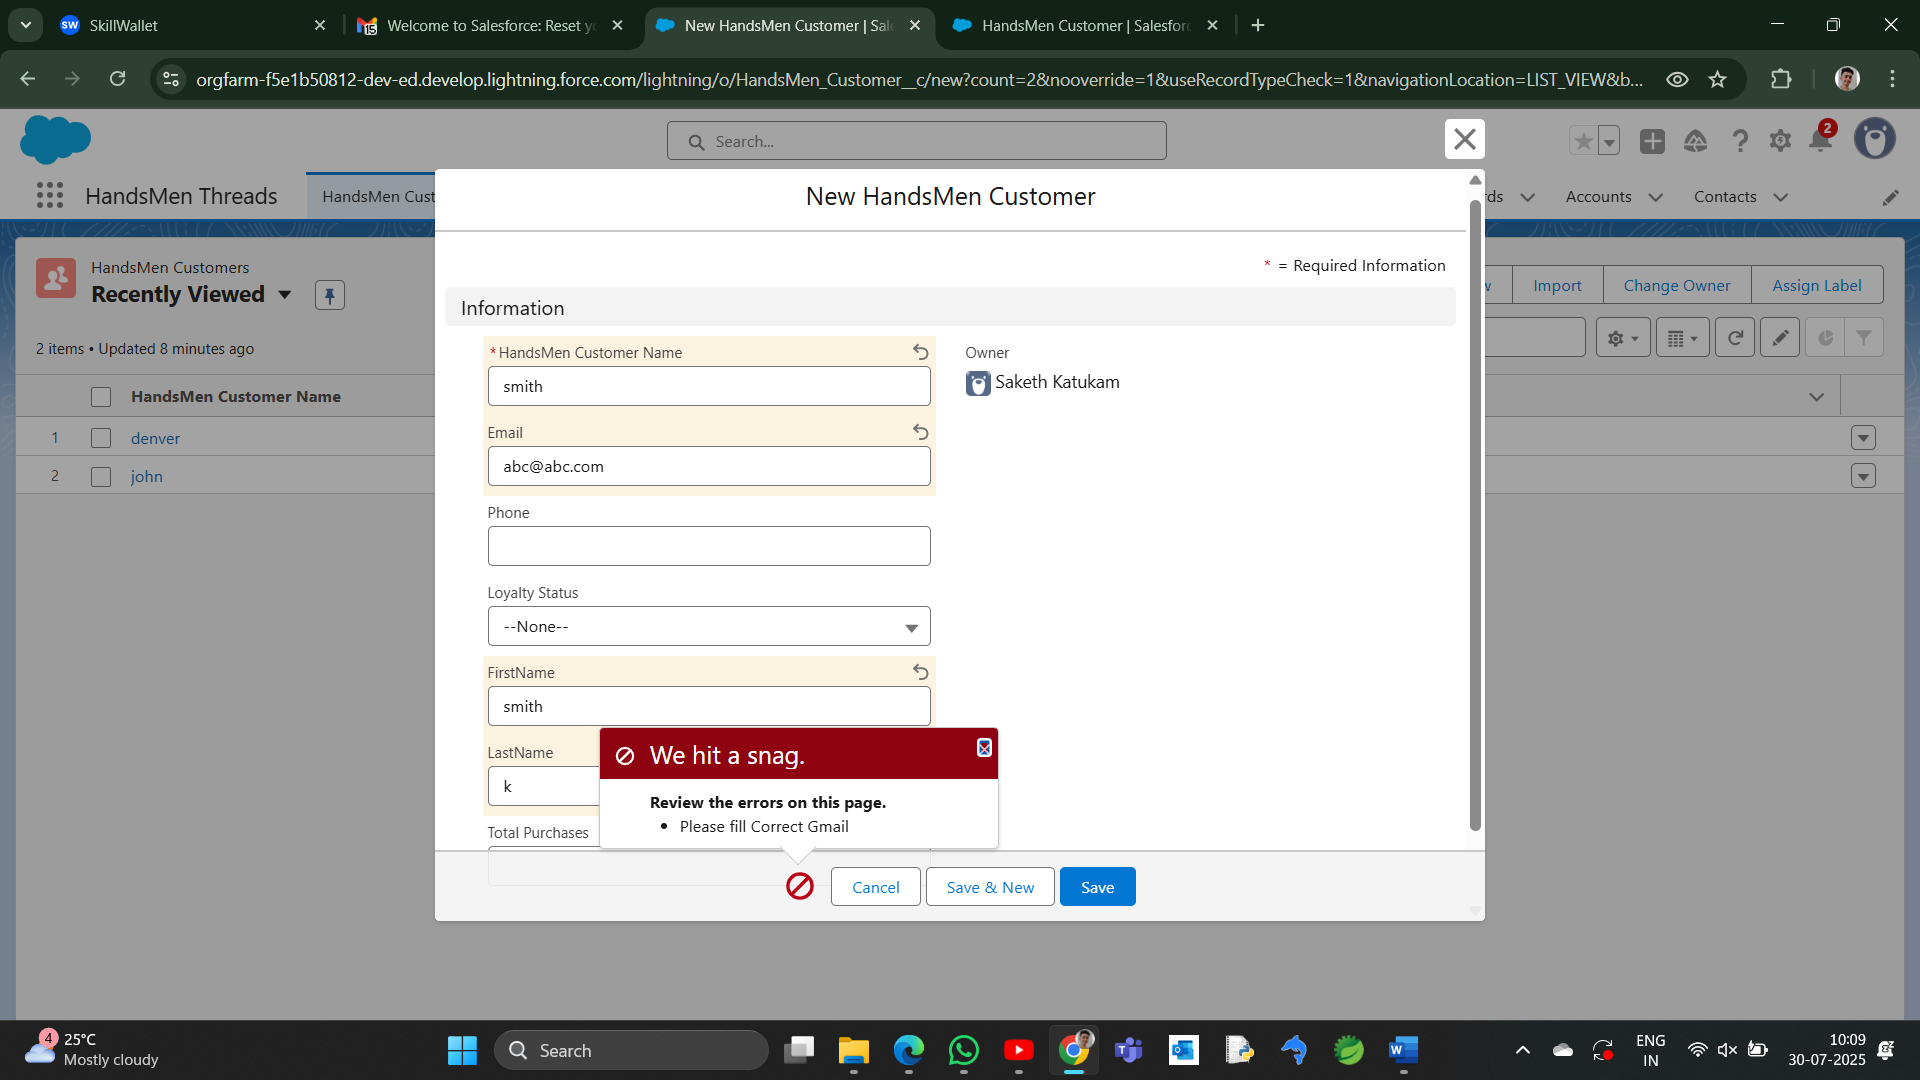 SkillWallet
Welcome to Salesforce: Reset yo
New HandsMen Customer | Sal
HandsMen Customer | Salesforc
orgfarm-f5e1b50812-dev-ed.develop.lightning.force.com/lightning/o/HandsMen_Customer__c/new?count=2&nooverride=1&useRecordTypeCheck=1&navigationLocation=LIST_VIEW&b...
Search...
2
HandsMen Threads
HandsMen Cust
rds
Accounts
Contacts
New HandsMen Customer
* = Required Information
HandsMen Customers
Recently Viewed
w
Import
Change Owner
Assign Label
2 items • Updated 8 minutes ago
HandsMen Customer Name
1
denver
2
john
Information
*HandsMen Customer Name
smith
Owner
Saketh Katukam
Email
abc@abc.com
Phone
Loyalty Status
--None--
FirstName
smith
LastName
k
Total Purchases
We hit a snag.
Review the errors on this page.
• Please fill Correct Gmail
Cancel
Save & New
Save
4
25°C
Mostly cloudy
Search
ENG
IN
10:09
30-07-2025